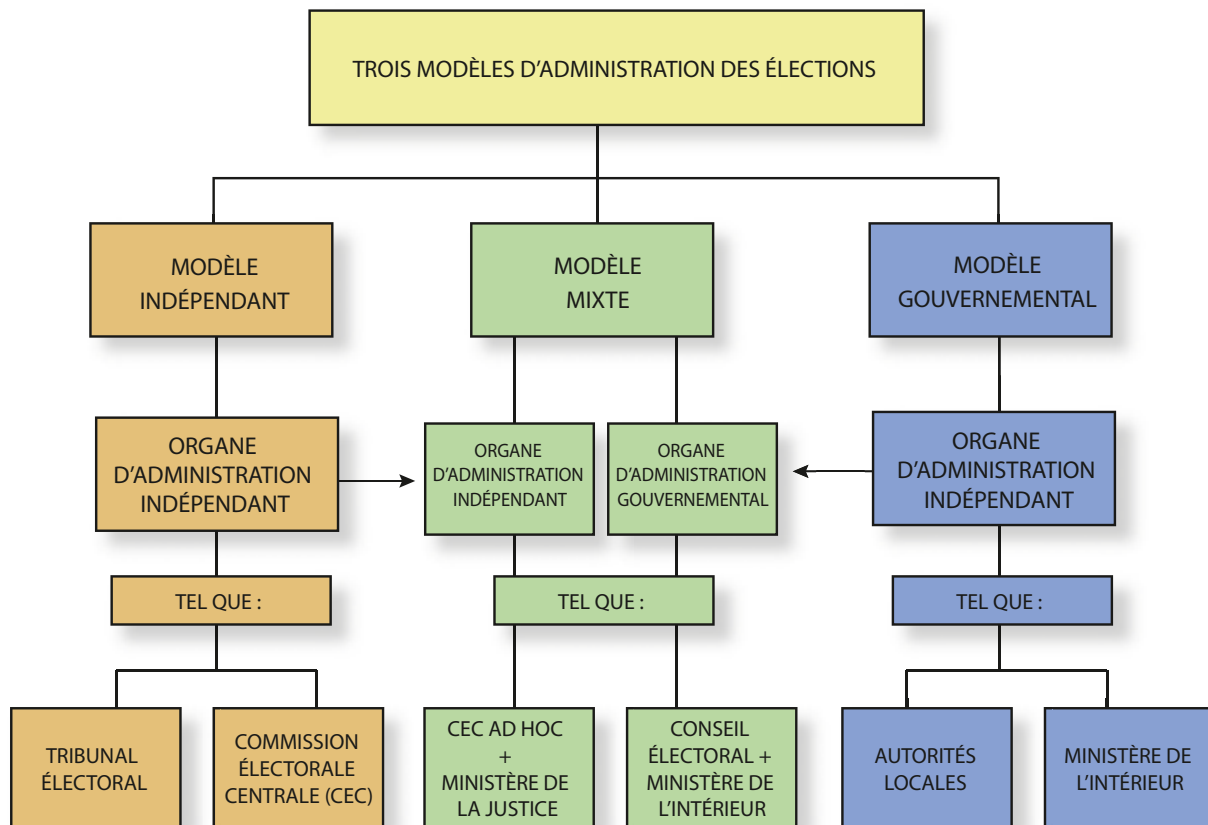 TROIS MODÈLES D'ADMINISTRATION DES ÉLECTIONS
MODÈLE
INDÉPENDANT
MODÈLE
MIXTE
MODÈLE
GOUVERNEMENTAL
ORGANE
D'ADMINISTRATION
INDÉPENDANT
ORGANE
D'ADMINISTRATION
INDÉPENDANT
ORGANE
D'ADMINISTRATION
GOUVERNEMENTAL
ORGANE
D'ADMINISTRATION
INDÉPENDANT
TEL QUE :
TEL QUE :
TEL QUE :
TRIBUNAL
ÉLECTORAL
COMMISSION
ÉLECTORALE
CENTRALE (CEC)
CEC AD HOC
+
MINISTÈRE DE
LA JUSTICE
CONSEIL
ÉLECTORAL +
MINISTÈRE DE
L'INTÉRIEUR
AUTORITÉS
LOCALES
MINISTÈRE DE
L'INTÉRIEUR